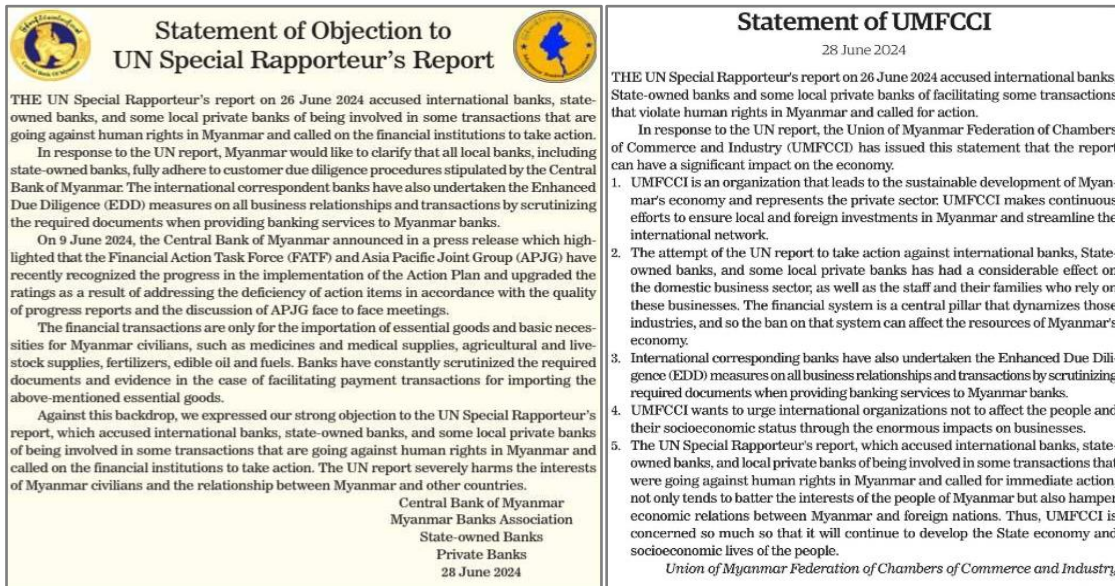 Statement of Objection to
UN Special Rapporteur's Report
THE UN Special Rapporteur's report on 26 June 2024 accused international banks, state-
owned banks, and some local private banks of being involved in some transactions that are
going against human rights in Myanmar and called on the financial institutions to take action.
In response to the UN report, Myanmar would like to clarify that all local banks, including
state-owned banks, fully adhere to customer due diligence procedures stipulated by the Central
Bank of Myanmar. The international correspondent banks have also undertaken the Enhanced
Due Diligence (EDD) measures on all business relationships and transactions by scrutinizing
the required documents when providing banking services to Myanmar banks.
On 9 June 2024, the Central Bank of Myanmar announced in a press release which high-
lighted that the Financial Action Task Force (FATF) and Asia Pacific Joint Group (APJG) have
recently recognized the progress in the implementation of the Action Plan and upgraded the
ratings as a result of addressing the deficiency of action items in accordance with the quality
of progress reports and the discussion of APJG face to face meetings.
The financial transactions are only for the importation of essential goods and basic neces-
sities for Myanmar civilians, such as medicines and medical supplies, agricultural and live-
stock supplies, fertilizers, edible oil and fuels. Banks have constantly scrutinized the required
documents and evidence in the case of facilitating payment transactions for importing the
above-mentioned essential goods.
Against this backdrop, we expressed our strong objection to the UN Special Rapporteur's
report, which accused international banks, state-owned banks, and some local private banks
of being involved in some transactions that are going against human rights in Myanmar and
called on the financial institutions to take action. The UN report severely harms the interests
of Myanmar civilians and the relationship between Myanmar and other countries.
Central Bank of Myanmar
Myanmar Banks Association
State-owned Banks
Private Banks
28 June 2024
Statement of UMFCCI
28 June 2024
THE UN Special Rapporteur's report on 26 June 2024 accused international banks,
State-owned banks and some local private banks of facilitating some transactions
that violate human rights in Myanmar and called for action.
In response to the UN report, the Union of Myanmar Federation of Chambers
of Commerce and Industry (UMFCCI) has issued this statement that the report
can have a significant impact on the economy.
1. UMFCCI is an organization that leads to the sustainable development of Myan-
mar's economy and represents the private sector. UMFCCI makes continuous
efforts to ensure local and foreign investments in Myanmar and streamline the
international network.
2. The attempt of the UN report to take action against international banks, State-
owned banks, and some local private banks has had a considerable effect on
the domestic business sector, as well as the staff and their families who rely on
these businesses. The financial system is a central pillar that dynamizes those
industries, and so the ban on that system can affect the resources of Myanmar's
economy.
3. International corresponding banks have also undertaken the Enhanced Due Dili-
gence (EDD) measures on all business relationships and transactions by scrutinizing
required documents when providing banking services to Myanmar banks.
4. UMFCCI wants to urge international organizations not to affect the people and
their socioeconomic status through the enormous impacts on businesses.
5. The UN Special Rapporteur's report, which accused international banks, state-
owned banks, and local private banks of being involved in some transactions that
were going against human rights in Myanmar and called for immediate action,
not only tends to batter the interests of the people of Myanmar but also hamper
economic relations between Myanmar and foreign nations. Thus, UMFCCI is
concerned so much so that it will continue to develop the State economy and
socioeconomic lives of the people.
Union of Myanmar Federation of Chambers of Commerce and Industry